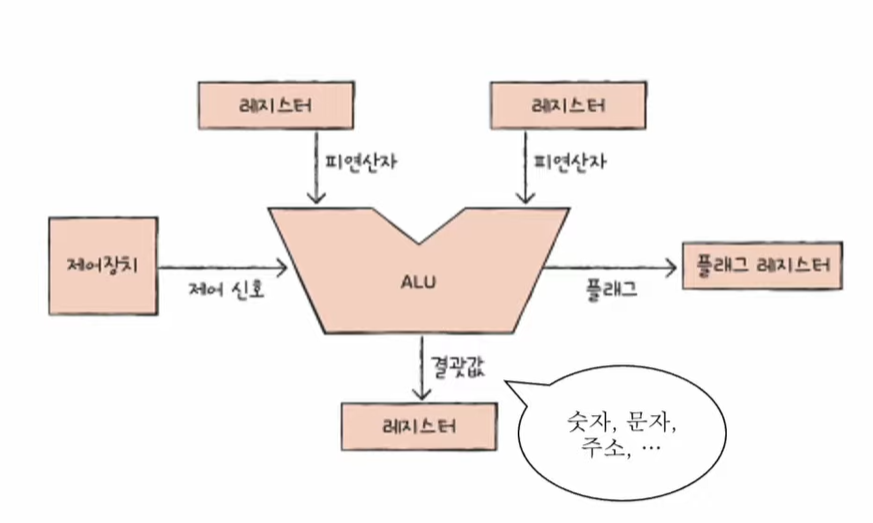 레지스터
레지스터
피연산자
피연산자
제어장치
제어 신호
ALU
플래그
플래그 레지스터
결괏값
레지스터
숫자, 문자,
주소, …